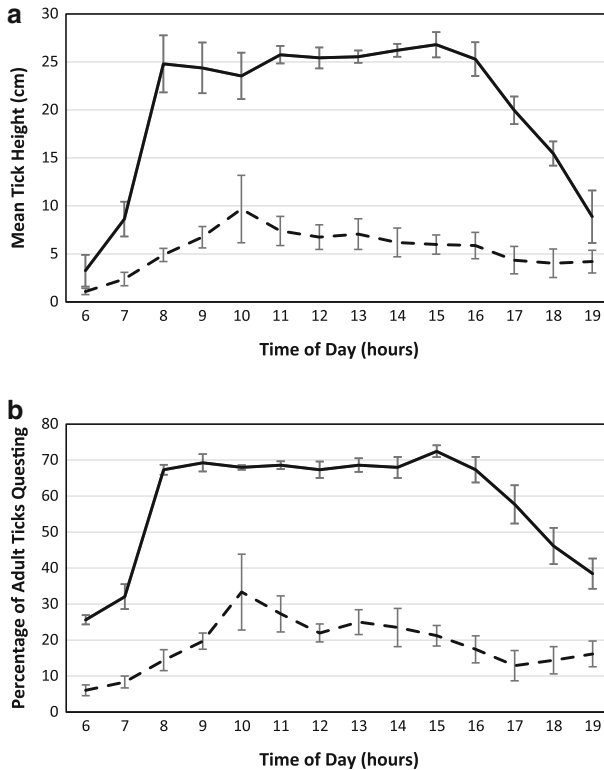 a
Mean Tick Height (cm)
30
25
20
15
10
5
0
6 7 8 9 10 11 12 13 14 15 16 17 18 19
Time of Day (hours)
b
Percentage of Adult Ticks Questing
80
70
60
50
40
30
20
10
0
6 7 8 9 10 11 12 13 14 15 16 17 18 19
Time of Day (hours)